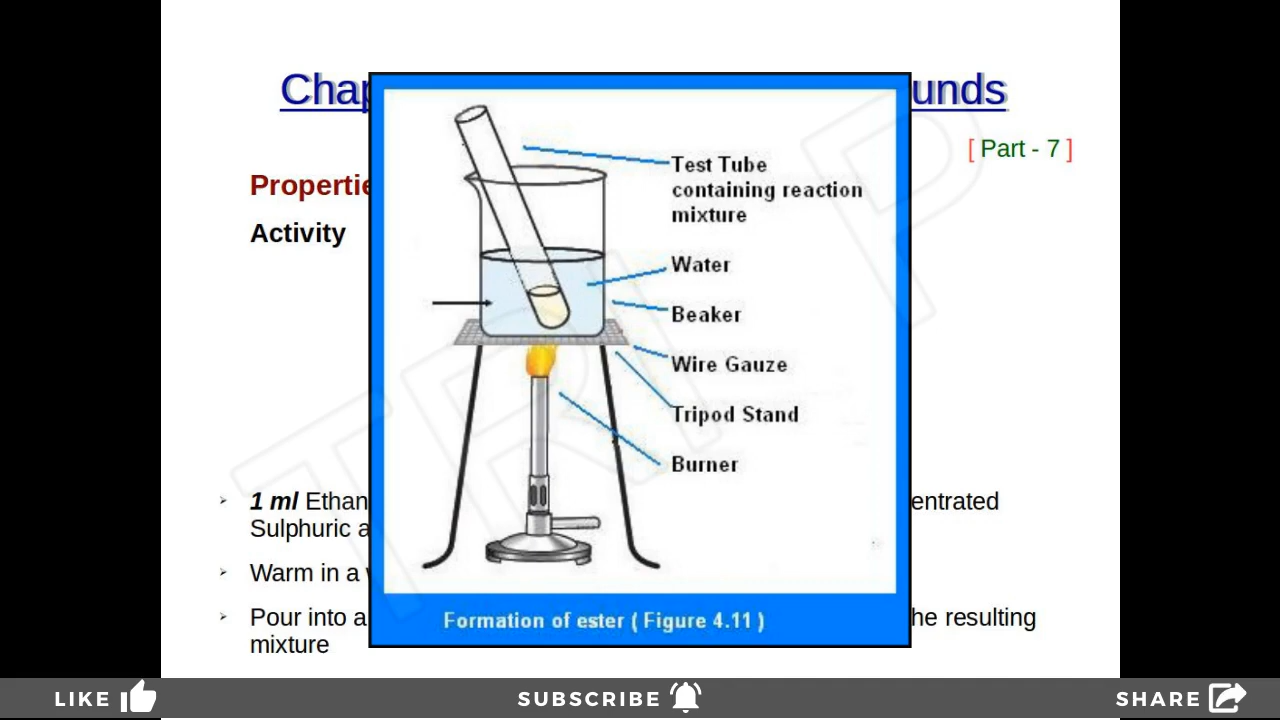 Chap
unds
[ Part - 7 ]
Propertie
Activity
Test Tube
containing reaction
mixture
Water
Beaker
Wire Gauze
Tripod Stand
Burner
1 ml Ethan
entrated
Sulphuric a
Warm in a
Pour into a
he resulting
mixture
Formation of ester ( Figure 4.11 )
TRIP
LIKE
SUBSCRIBE
SHARE